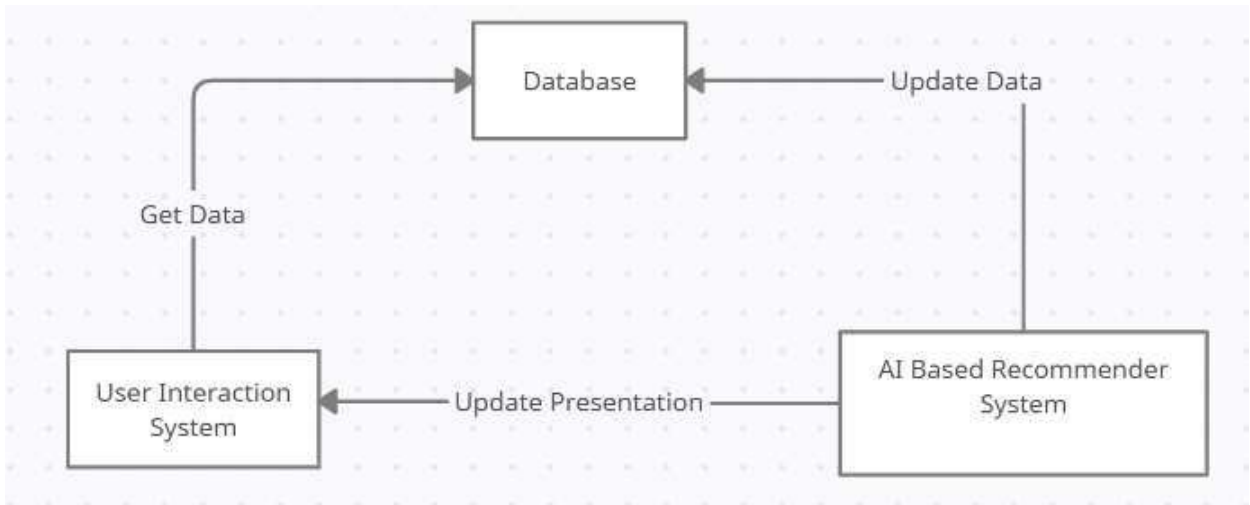 Database
Update Data
Get Data
User Interaction
System
Update Presentation
AI Based Recommender
System